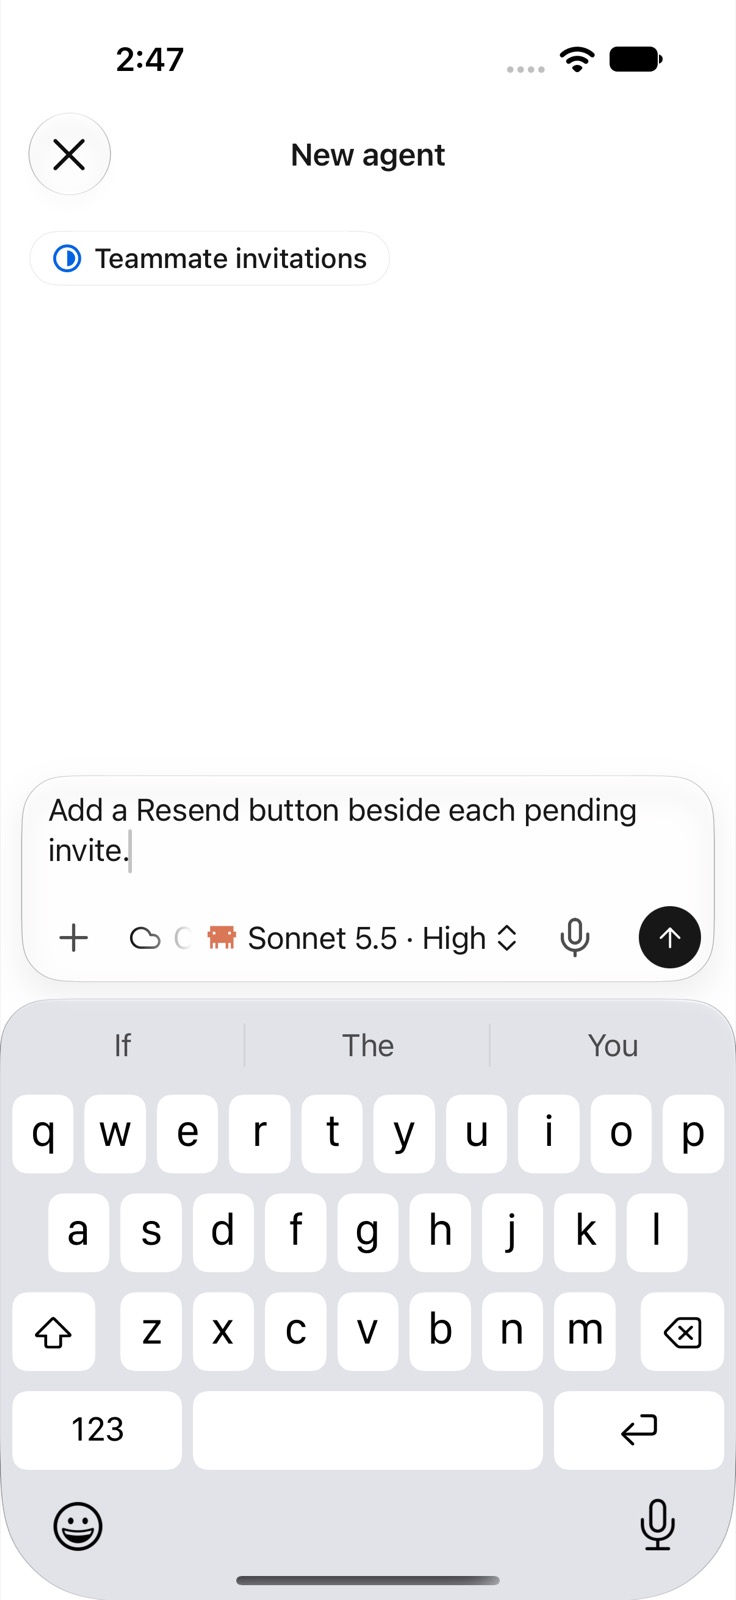 2:47
New agent
Teammate invitations
Add a Resend button beside each pending
invite.
Sonnet 5.5 · High
If The You
q w e r t y u i o p
a s d f g h j k l
z x c v b n m
123